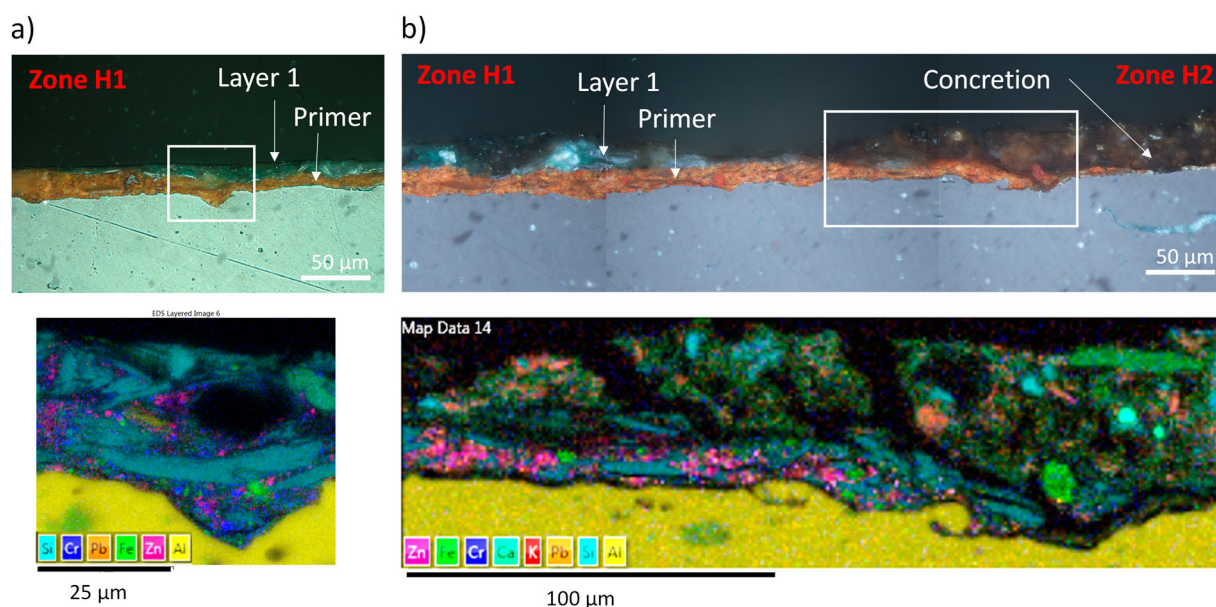 a)
Zone H1
Layer 1
Primer
50 µm
EDS Layered Image 6
Si Cr Pb Fe Zn Al
25 µm
b)
Zone H1
Layer 1
Primer
Concretion
Zone H2
50 µm
Map Data 14
Zn Fe Cr Ca K Pb Si Al
100 µm